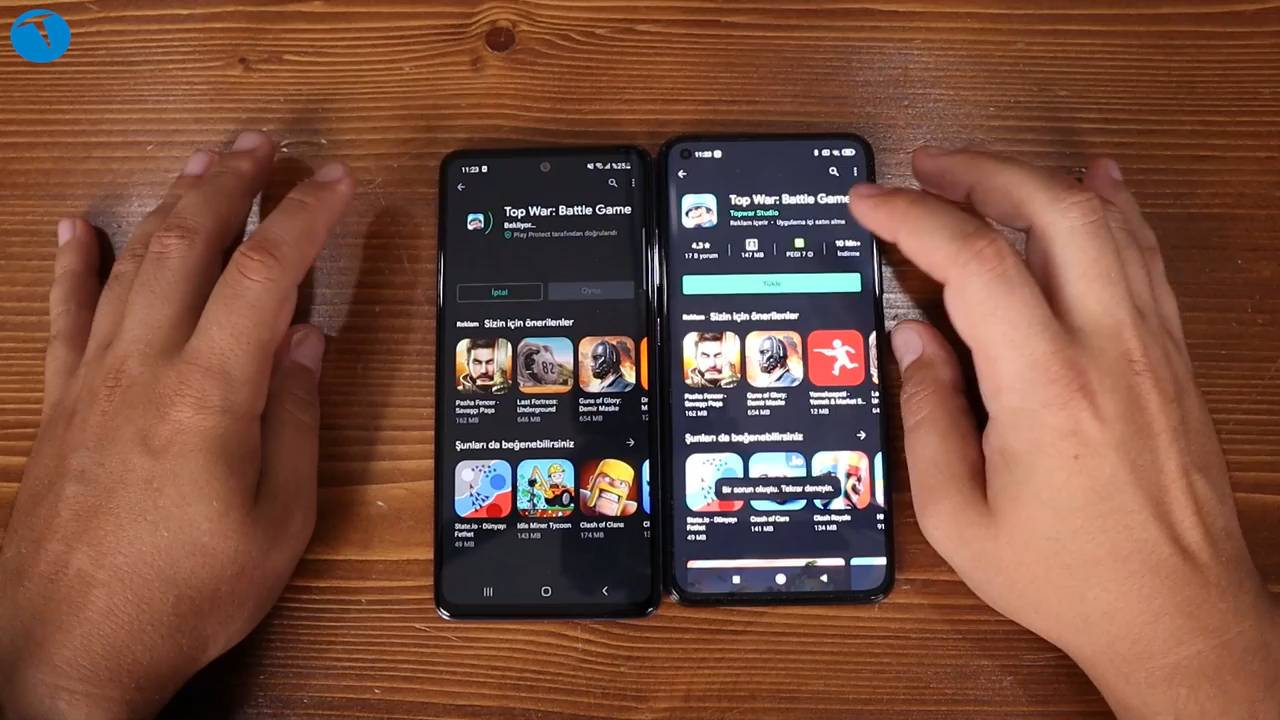 11:23
%25
Top War: Battle Game
Bekliyor...
Play Protect tarafından doğrulandı
İptal
Oyna
Reklam · Sizin için önerilenler
Pasha Fencer -
Savaşçı Paşa
162 MB
Last Fortress:
Underground
646 MB
Guns of Glory:
Demir Maske
654 MB
Şunları da beğenebilirsiniz
State.io - Dünyayı
Fethet
49 MB
Idle Miner Tycoon
143 MB
Clash of Clans
174 MB
11:23
Top War: Battle Game
Topwar Studio
Reklam içerir • Uygulama içi satın alma
4,3★
17 B yorum
147 MB
PEGI 7
10 Mn+
İndirme
Yükle
Reklam · Sizin için önerilenler
Pasha Fencer -
Savaşçı Paşa
162 MB
Guns of Glory:
Demir Maske
654 MB
Yemeksepeti -
Yemek & Market S...
12 MB
Şunları da beğenebilirsiniz
Bir sorun oluştu. Tekrar deneyin.
State.io - Dünyayı
Fethet
49 MB
Crash of Cars
141 MB
Clash Royale
134 MB